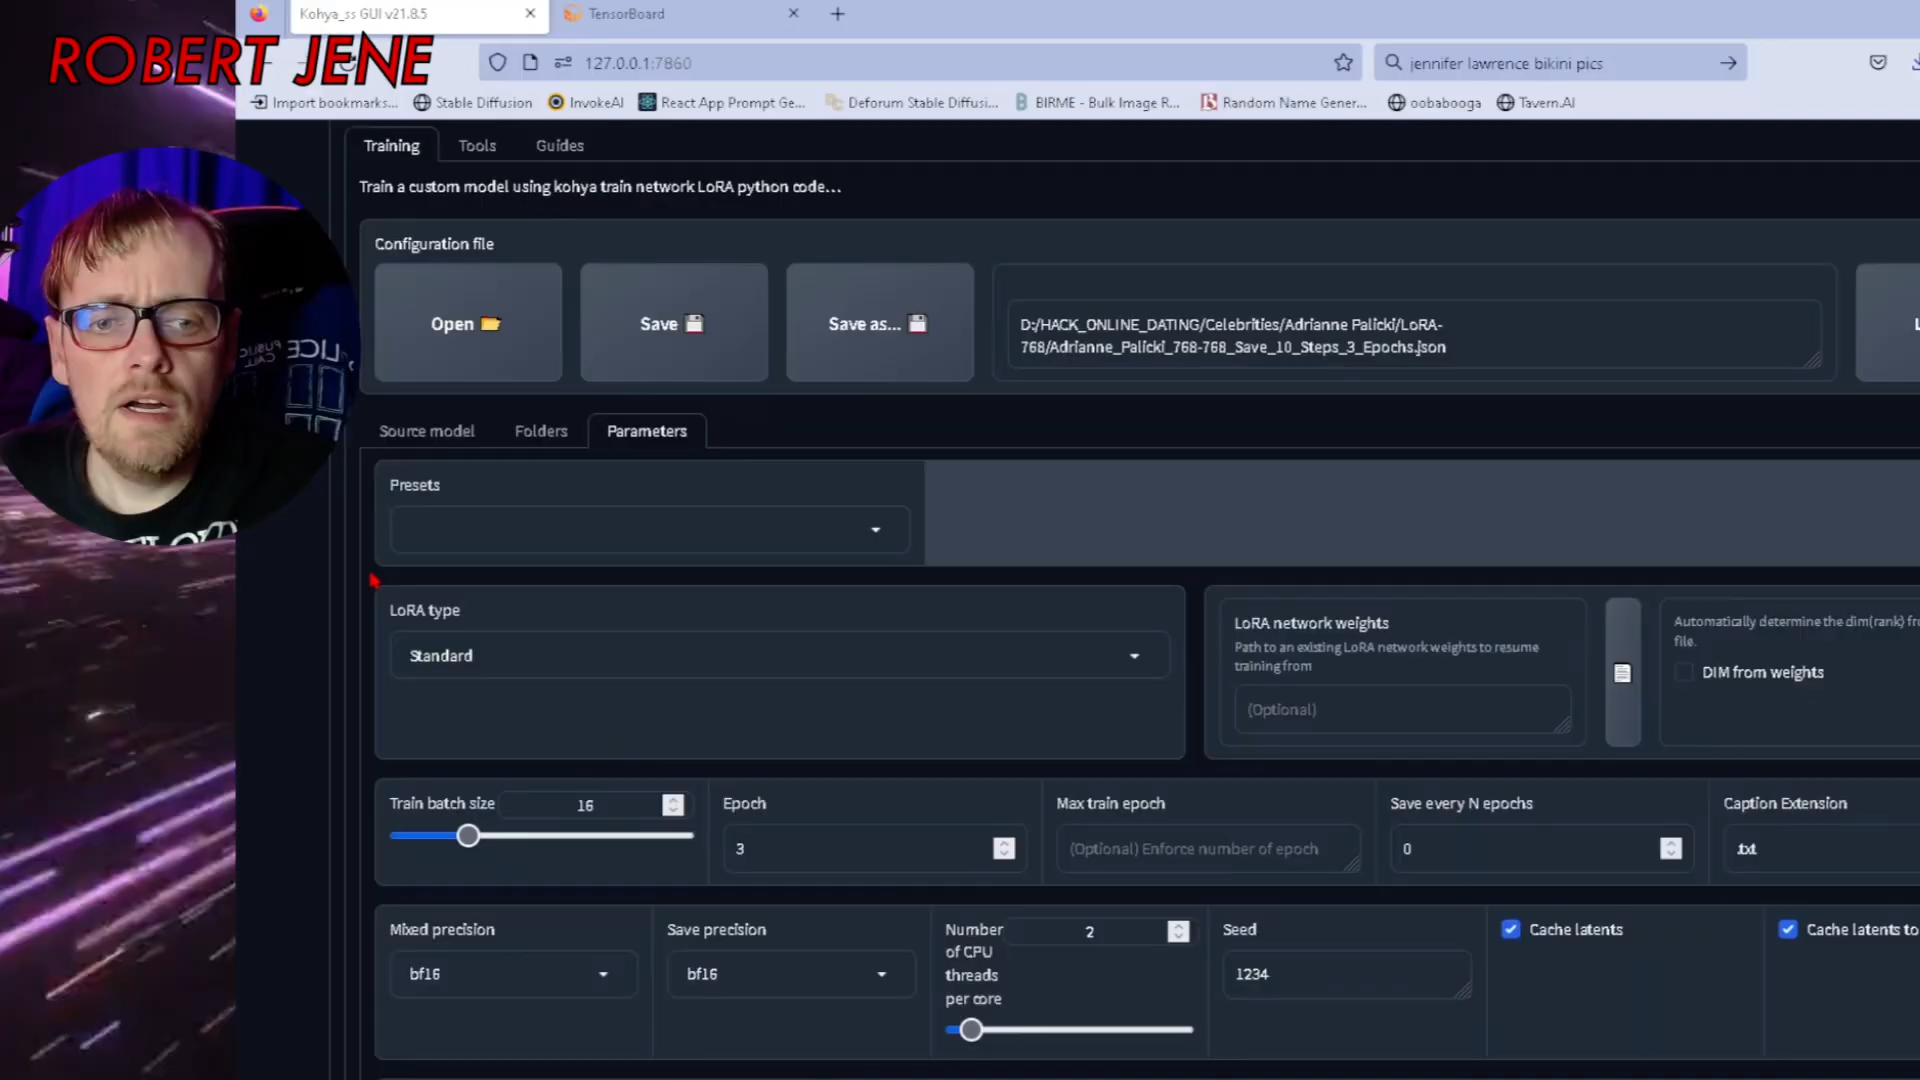 Kohya_ss GUI v21.8.5
TensorBoard
ROBERT JENE
127.0.0.1:7860
jennifer lawrence bikini pics
Import bookmarks...
Stable Diffusion
InvokeAI
React App Prompt Ge...
Deforum Stable Diffusi...
BIRME - Bulk Image R...
Random Name Gener...
oobabooga
Tavern.AI
Training
Tools
Guides
Train a custom model using kohya train network LoRA python code...
Configuration file
Open
Save
Save as...
D:/HACK_ONLINE_DATING/Celebrities/Adrianne Palicki/LoRA-
768/Adrianne_Palicki_768-768_Save_10_Steps_3_Epochs.json
L
Source model
Folders
Parameters
Presets
LoRA type
Standard
LoRA network weights
Path to an existing LoRA network weights to resume
training from
(Optional)
Automatically determine the dim(rank) fr
file.
DIM from weights
Train batch size
16
Epoch
3
Max train epoch
(Optional) Enforce number of epoch
Save every N epochs
0
Caption Extension
.txt
Mixed precision
bf16
Save precision
bf16
Number
of CPU
threads
per core
2
Seed
1234
Cache latents
Cache latents to
POLICE PUBLIC
CALL